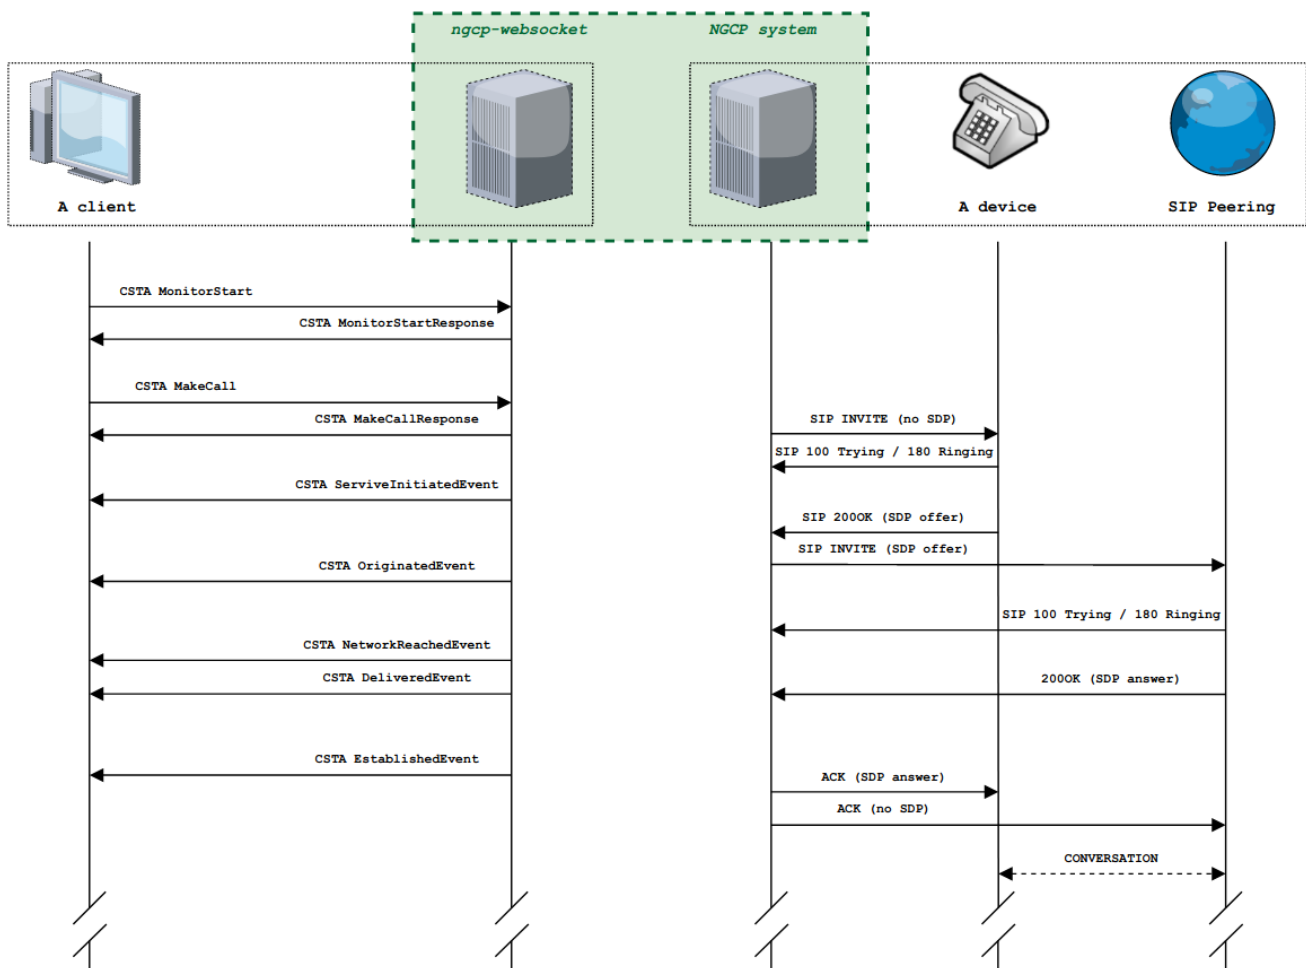 ngcp-websocket
NGCP system
A client
A device
SIP Peering
CSTA MonitorStart
CSTA MonitorStartResponse
CSTA MakeCall
CSTA MakeCallResponse
SIP INVITE (no SDP)
SIP 100 Trying / 180 Ringing
CSTA ServiveInitiatedEvent
SIP 200OK (SDP offer)
SIP INVITE (SDP offer)
CSTA OriginatedEvent
SIP 100 Trying / 180 Ringing
CSTA NetworkReachedEvent
CSTA DeliveredEvent
200OK (SDP answer)
CSTA EstablishedEvent
ACK (SDP answer)
ACK (no SDP)
CONVERSATION